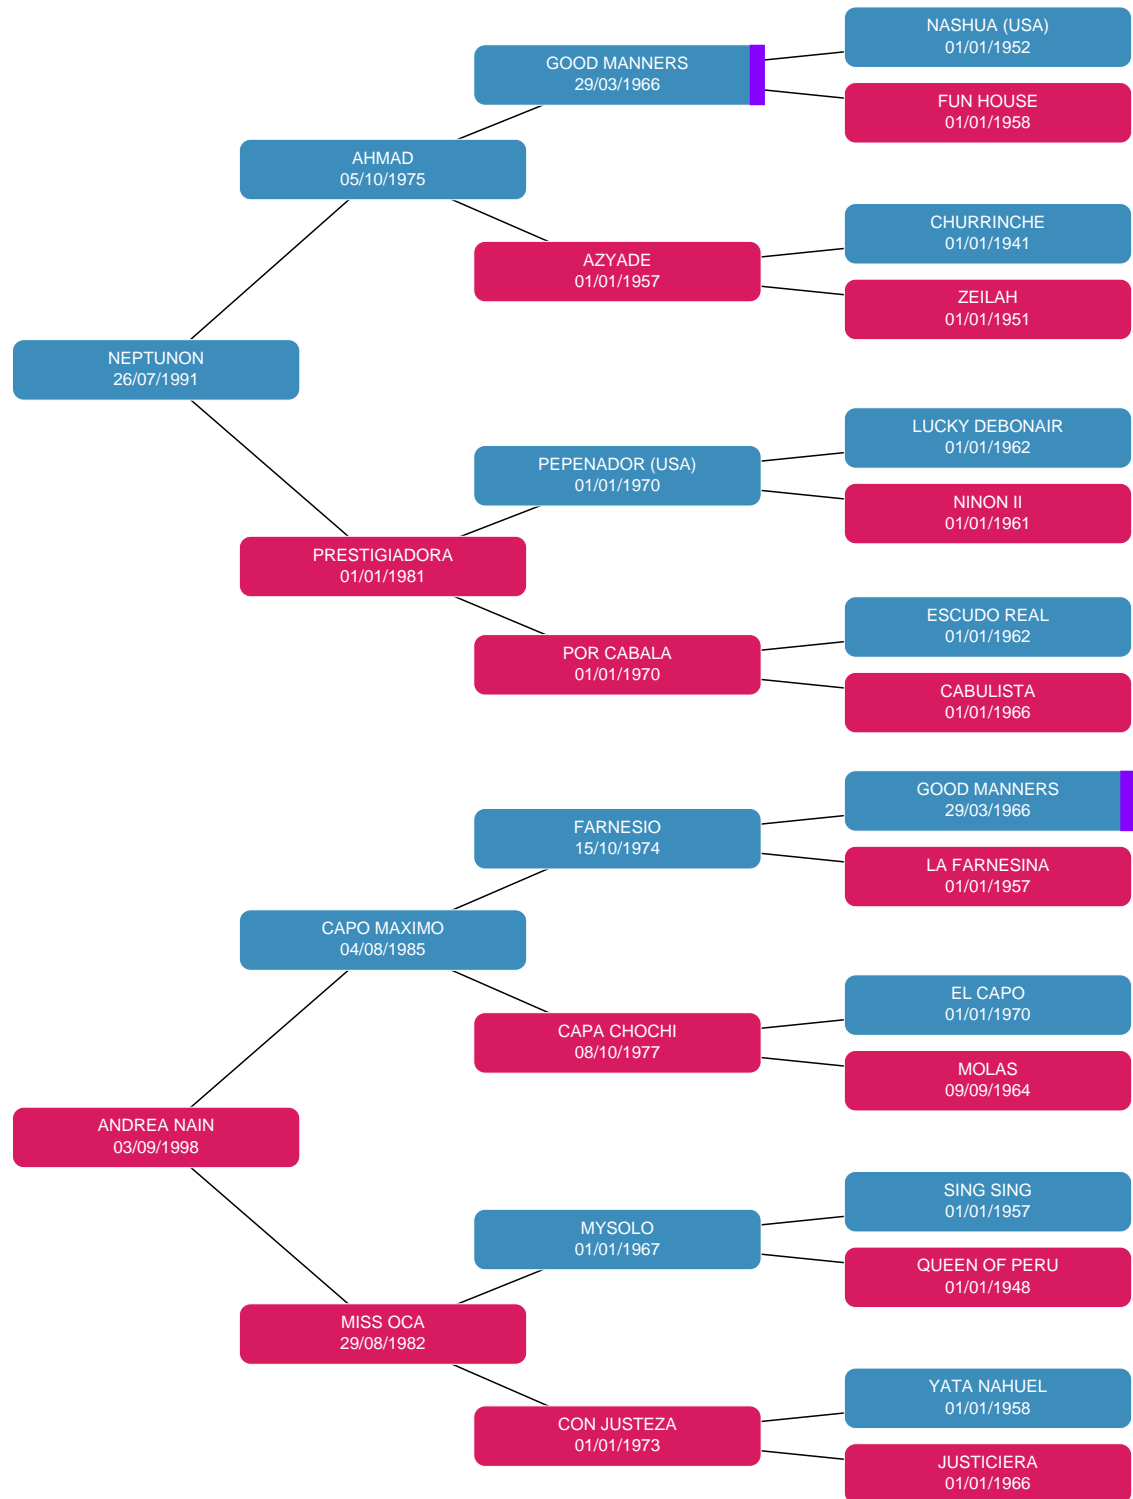 NASHUA (USA)
01/01/1952
GOOD MANNERS
29/03/1966
FUN HOUSE
01/01/1958
AHMAD
05/10/1975
CHURRINCHE
01/01/1941
AZYADE
01/01/1957
ZEILAH
01/01/1951
NEPTUNON
26/07/1991
LUCKY DEBONAIR
01/01/1962
PEPENADOR (USA)
01/01/1970
NINON II
01/01/1961
PRESTIGIADORA
01/01/1981
ESCUDO REAL
01/01/1962
POR CABALA
01/01/1970
CABULISTA
01/01/1966
GOOD MANNERS
29/03/1966
FARNESIO
15/10/1974
LA FARNESINA
01/01/1957
CAPO MAXIMO
04/08/1985
EL CAPO
01/01/1970
CAPA CHOCHI
08/10/1977
MOLAS
09/09/1964
ANDREA NAIN
03/09/1998
SING SING
01/01/1957
MYSOLO
01/01/1967
QUEEN OF PERU
01/01/1948
MISS OCA
29/08/1982
YATA NAHUEL
01/01/1958
CON JUSTEZA
01/01/1973
JUSTICIERA
01/01/1966